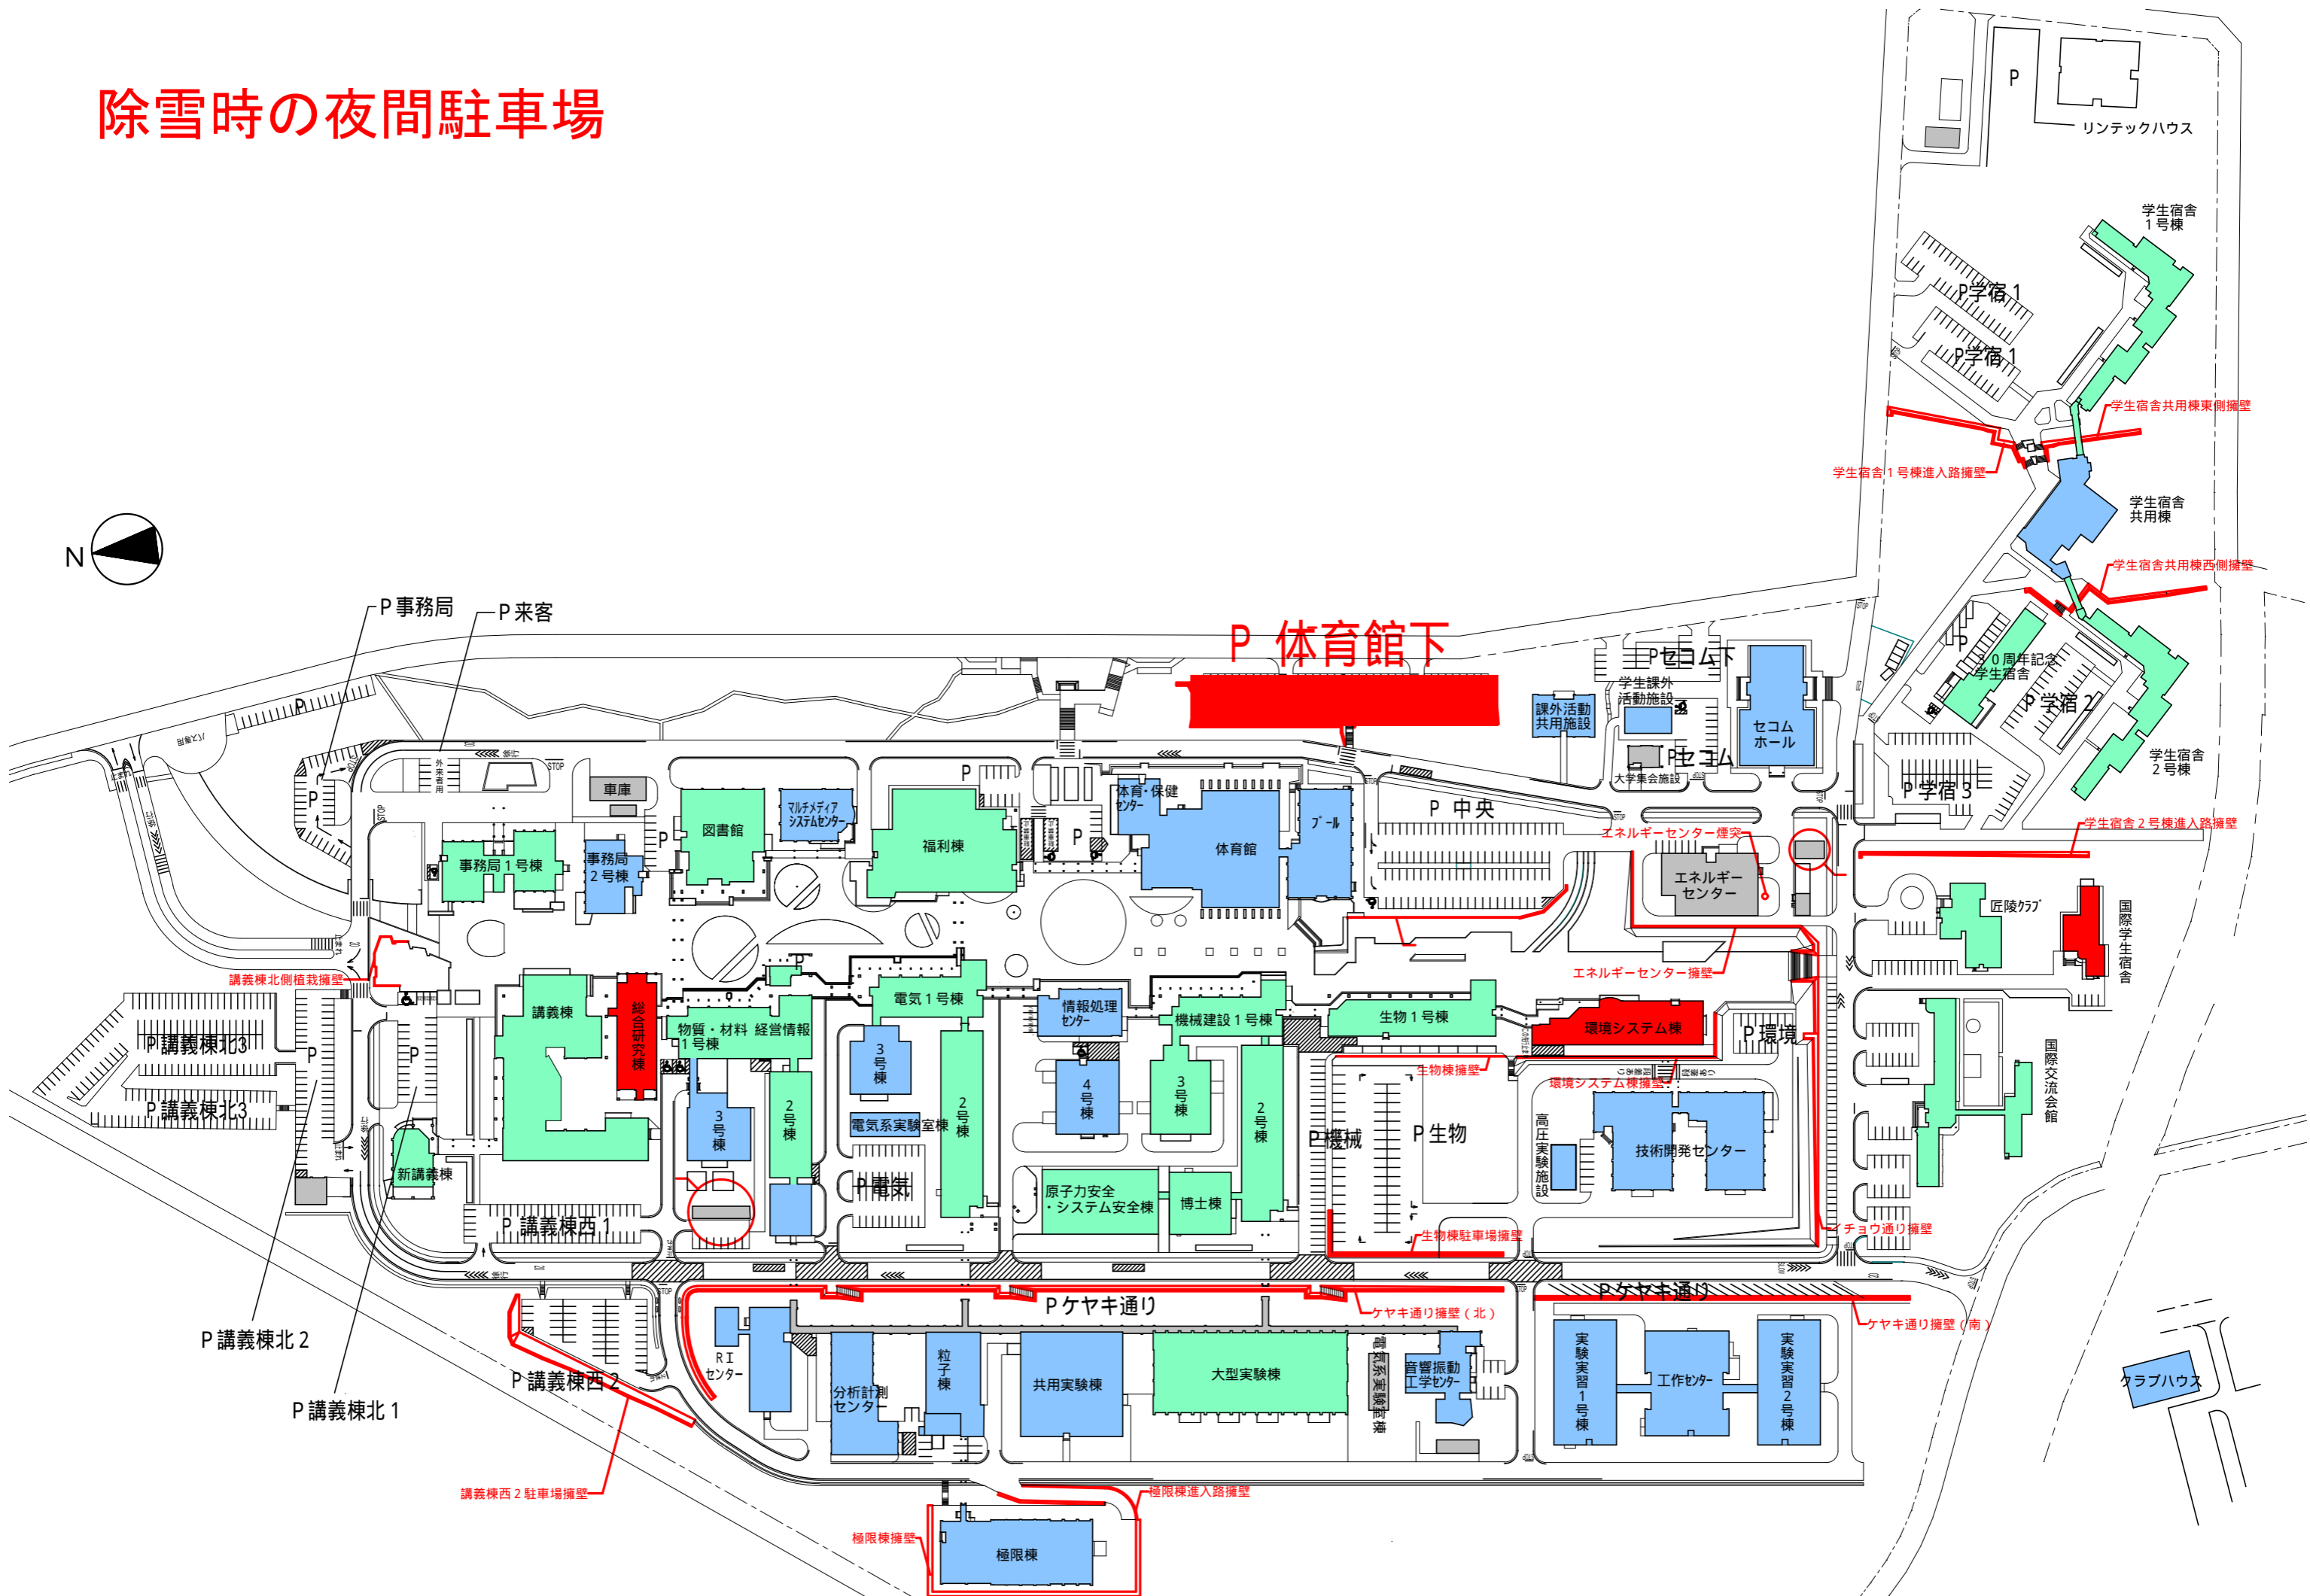 除雪時の夜間駐車場
P
リンテックハウス
学生宿舎
1号棟
P学宿1
P学宿1
学生宿舎共用棟東側擁壁
学生宿舎1号棟進入路擁壁
学生宿舎
共用棟
学生宿舎共用棟西側擁壁
N
P事務局
P来客
P 体育館下
Pセコム下
学生課外
活動施設
課外活動
共用施設
セコム
ホール
Pセコム
大学集会施設
P
30周年記念
学生宿舎
P学宿2
学生宿舎
2号棟
P学宿3
学生宿舎2号棟進入路擁壁
P
バス専用
P
外来者用
STOP
STOP
車庫
P
図書館
マルチメディア
システムセンター
P
福利棟
P
体育・保健
センター
体育館
プール
P 中央
エネルギーセンター煙突
エネルギー
センター
事務局1号棟
事務局
2号棟
匠陵クラブ
国際学生宿舎
講義棟北側植栽擁壁
エネルギーセンター擁壁
講義棟
総合研究棟
P
物質・材料 経営情報
1号棟
電気1号棟
情報処理
センター
機械建設1号棟
生物1号棟
環境システム棟
P環境
P講義棟北3
P
P
P講義棟北3
新講義棟
3号棟
2号棟
3号棟
電気系実験室棟
2号棟
4号棟
3号棟
2号棟
生物棟擁壁
環境システム棟擁壁
段差あり
国際交流会館
P機械
P生物
高圧実験施設
技術開発センター
P電気
原子力安全
・システム安全棟
博士棟
P 講義棟西1
生物棟駐車場擁壁
イチョウ通り擁壁
STOP
Pケヤキ通り
Pケヤキ通り
ケヤキ通り擁壁(北)
ケヤキ通り擁壁(南)
P講義棟北2
P講義棟北1
P講義棟西2
RI
センター
分析計測
センター
粒子棟
共用実験棟
大型実験棟
電気系実験室棟
音響振動
工学センター
実験実習1号棟
工作センター
実験実習2号棟
クラブハウス
講義棟西2駐車場擁壁
極限棟進入路擁壁
極限棟擁壁
極限棟